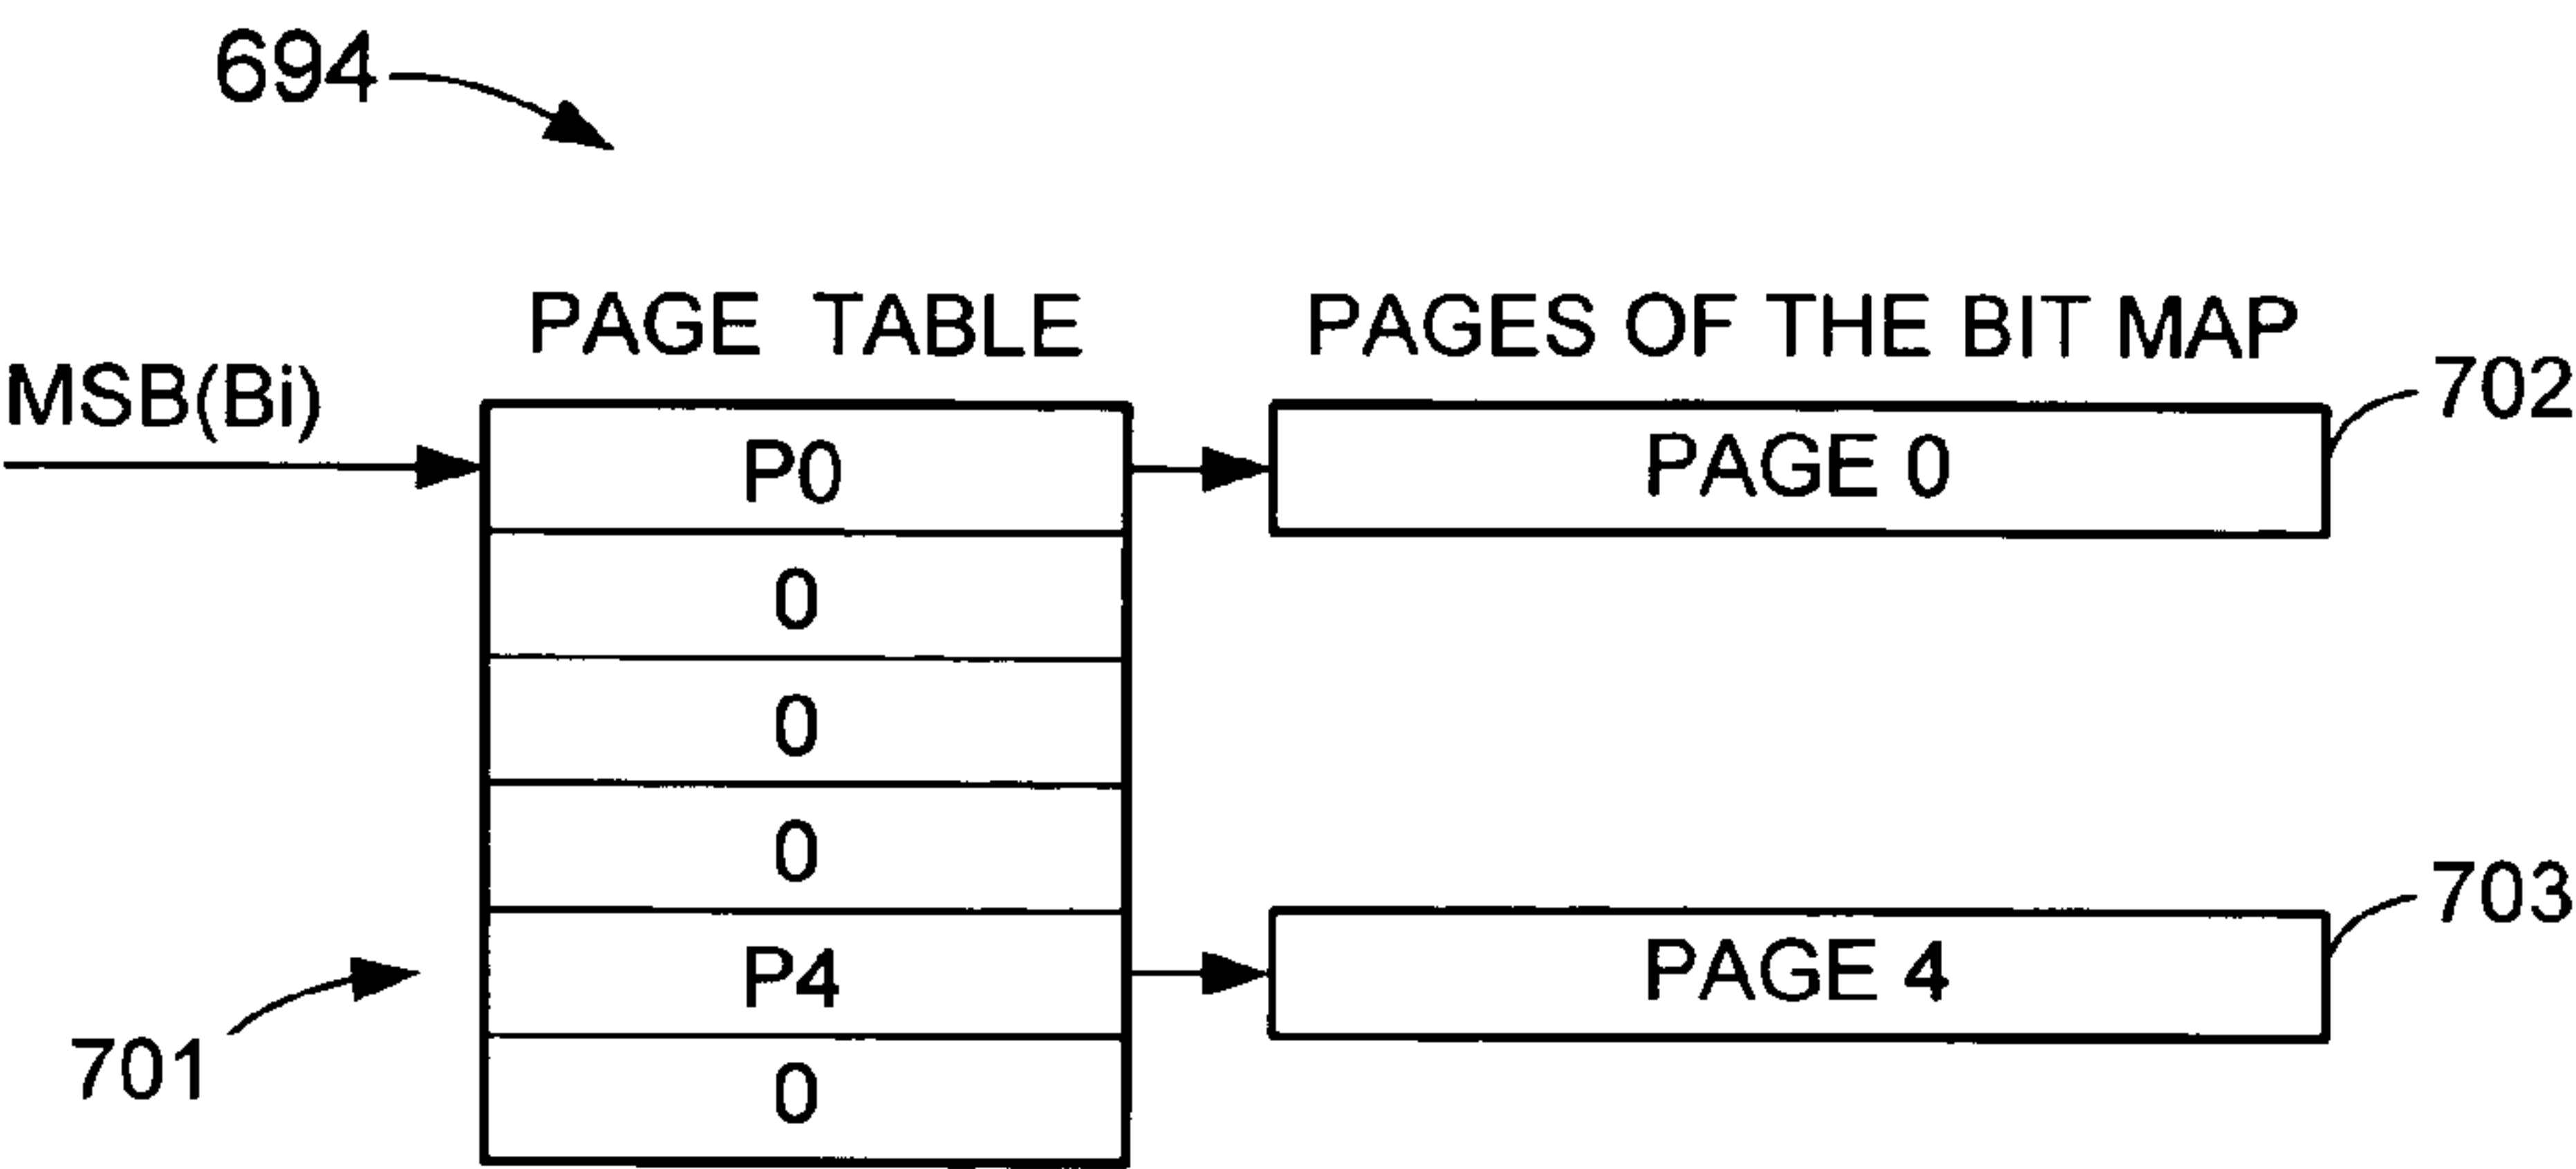 694
PAGE TABLE
PAGES OF THE BIT MAP
MSB(Bi)
702
P0
PAGE 0
0
0
0
703
P4
PAGE 4
701
0